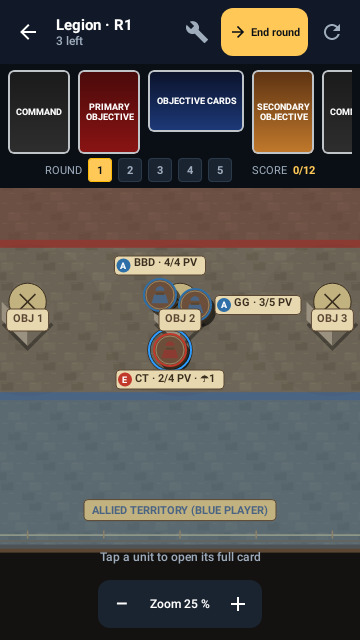 Legion · R1
3 left
End round
COMMAND
PRIMARY
OBJECTIVE
OBJECTIVE CARDS
SECONDARY
OBJECTIVE
COMM
ROUND 1 2 3 4 5 SCORE 0/12
A BBD · 4/4 PV
A GG · 3/5 PV
OBJ 1
OBJ 2
OBJ 3
E CT · 2/4 PV · ☂1
ALLIED TERRITORY (BLUE PLAYER)
Tap a unit to open its full card
− Zoom 25 % +